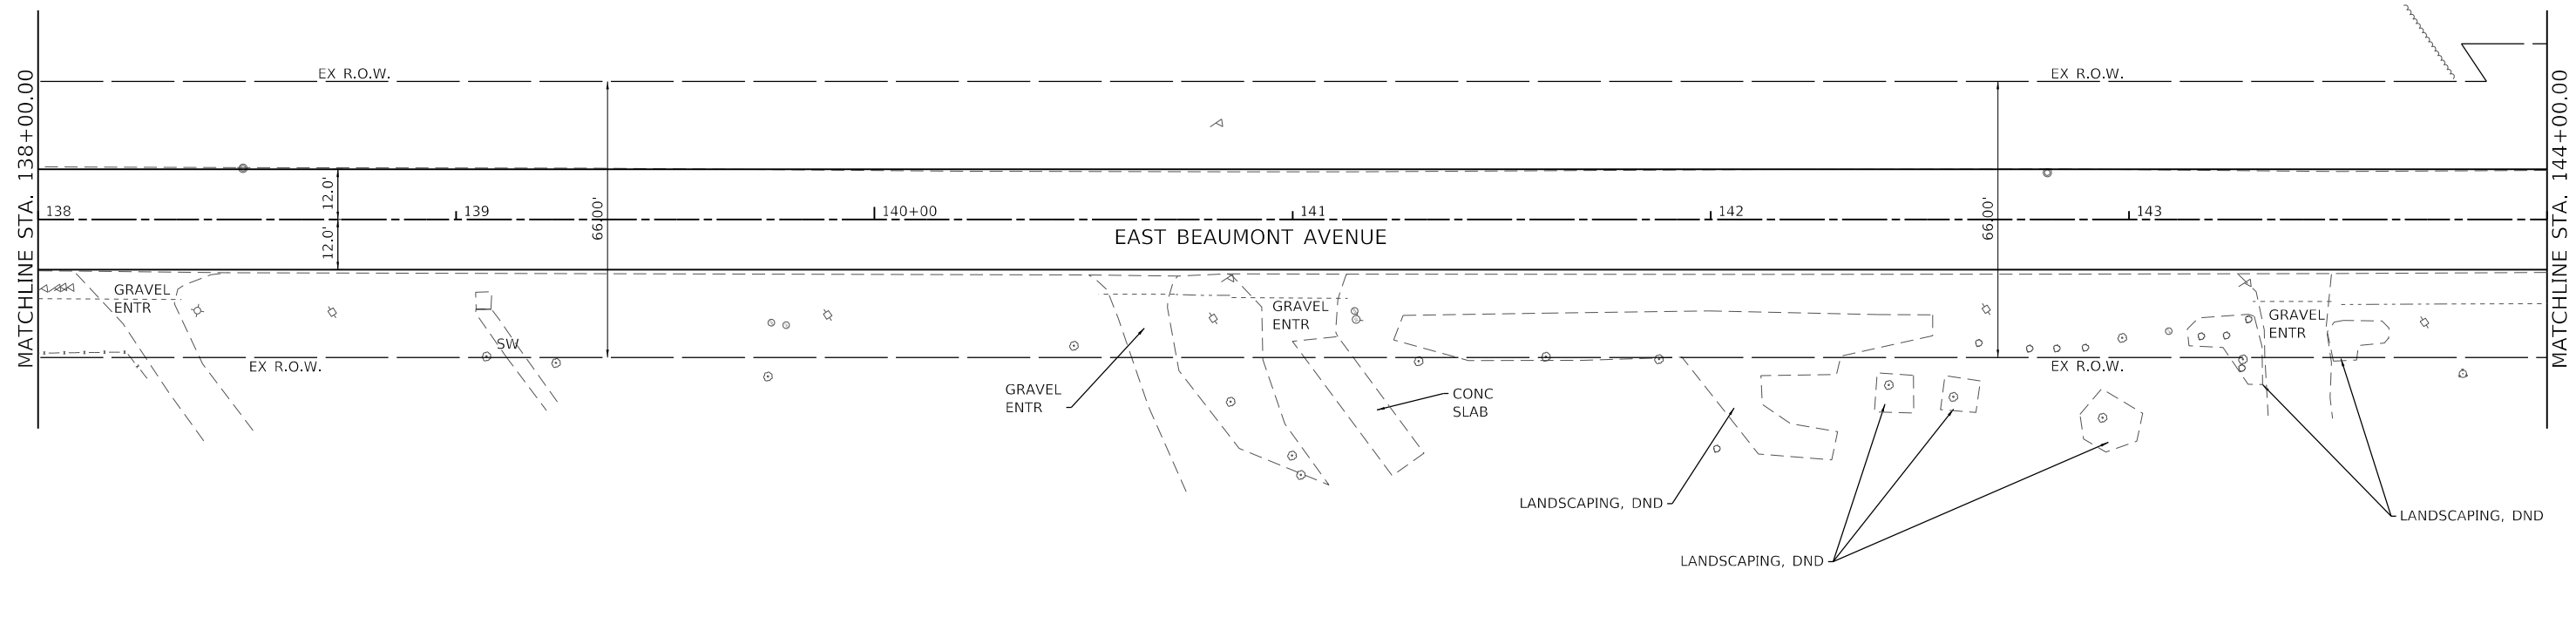 MATCHLINE STA. 138+00.00
EX R.O.W.
EX R.O.W.
MATCHLINE STA. 144+00.00
12.0'
12.0'
66.00'
66.00'
138
139
140+00
141
142
143
EAST BEAUMONT AVENUE
GRAVEL
ENTR
SW
EX R.O.W.
GRAVEL
ENTR
GRAVEL
ENTR
CONC
SLAB
GRAVEL
ENTR
EX R.O.W.
LANDSCAPING, DND
LANDSCAPING, DND
LANDSCAPING, DND